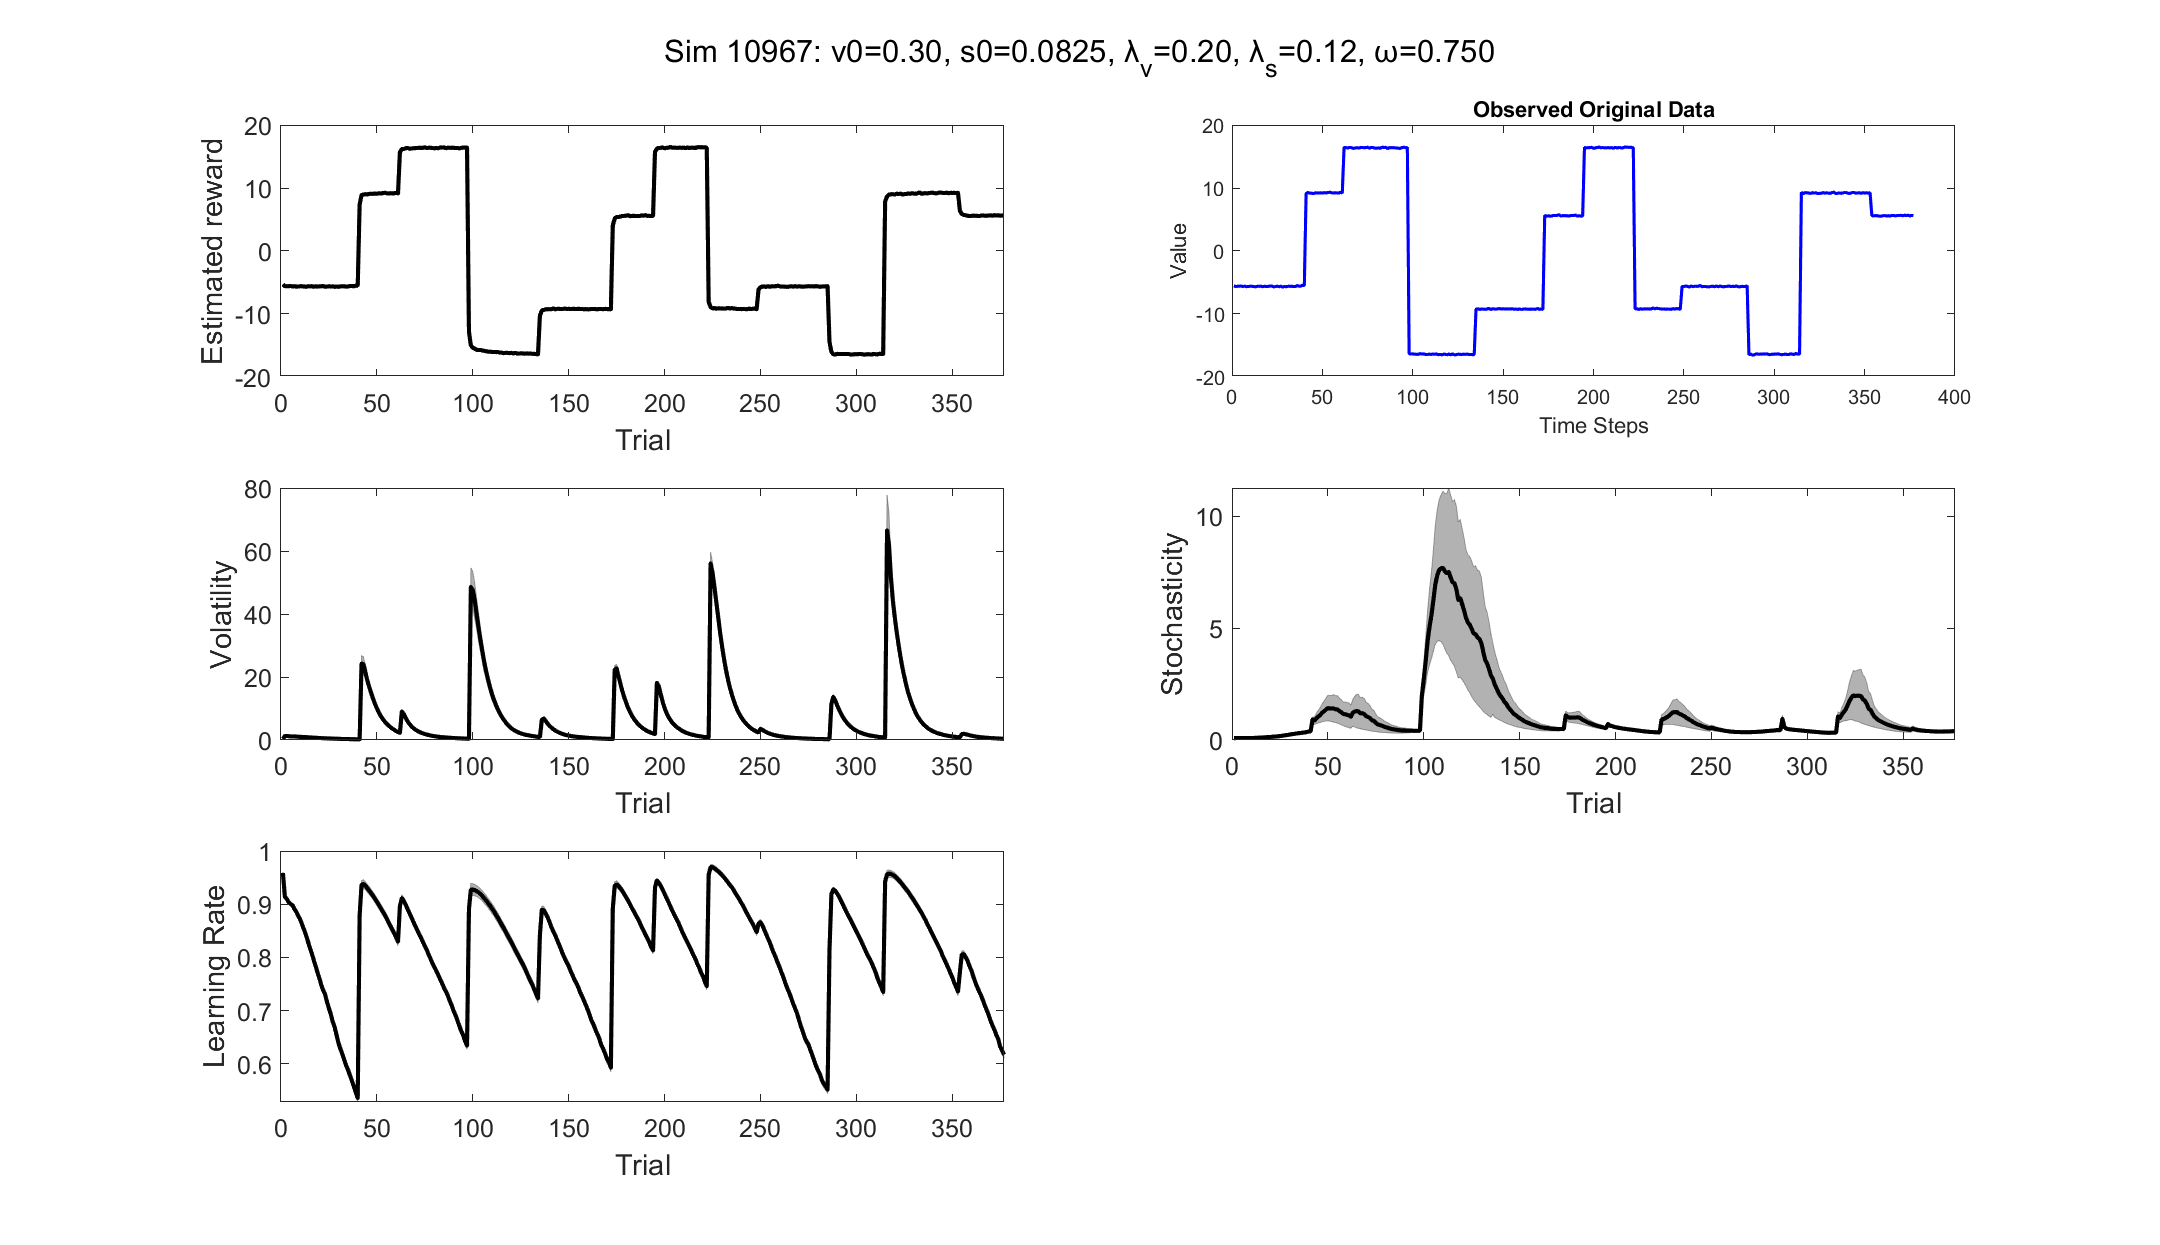 Sim 10967: v0=0.30, s0=0.0825, λ_v=0.20, λ_s=0.12, ω=0.750
Estimated reward
20
10
0
-10
-20
0 50 100 150 200 250 300 350
Trial
Observed Original Data
Value
20
10
0
-10
-20
0 50 100 150 200 250 300 350 400
Time Steps
Volatility
80
60
40
20
0
0 50 100 150 200 250 300 350
Trial
Stochasticity
10
5
0
0 50 100 150 200 250 300 350
Trial
Learning Rate
1
0.9
0.8
0.7
0.6
0 50 100 150 200 250 300 350
Trial